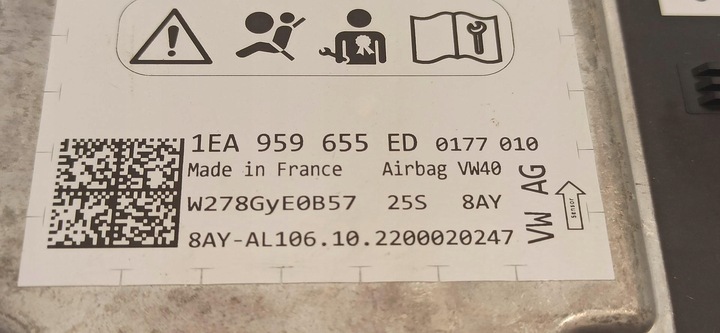 1EA 959 655 ED 0177 010
Made in France Airbag VW40
W278GyE0B57 25S 8AY
8AY-AL106.10.2200020247
VW AG
Sensor